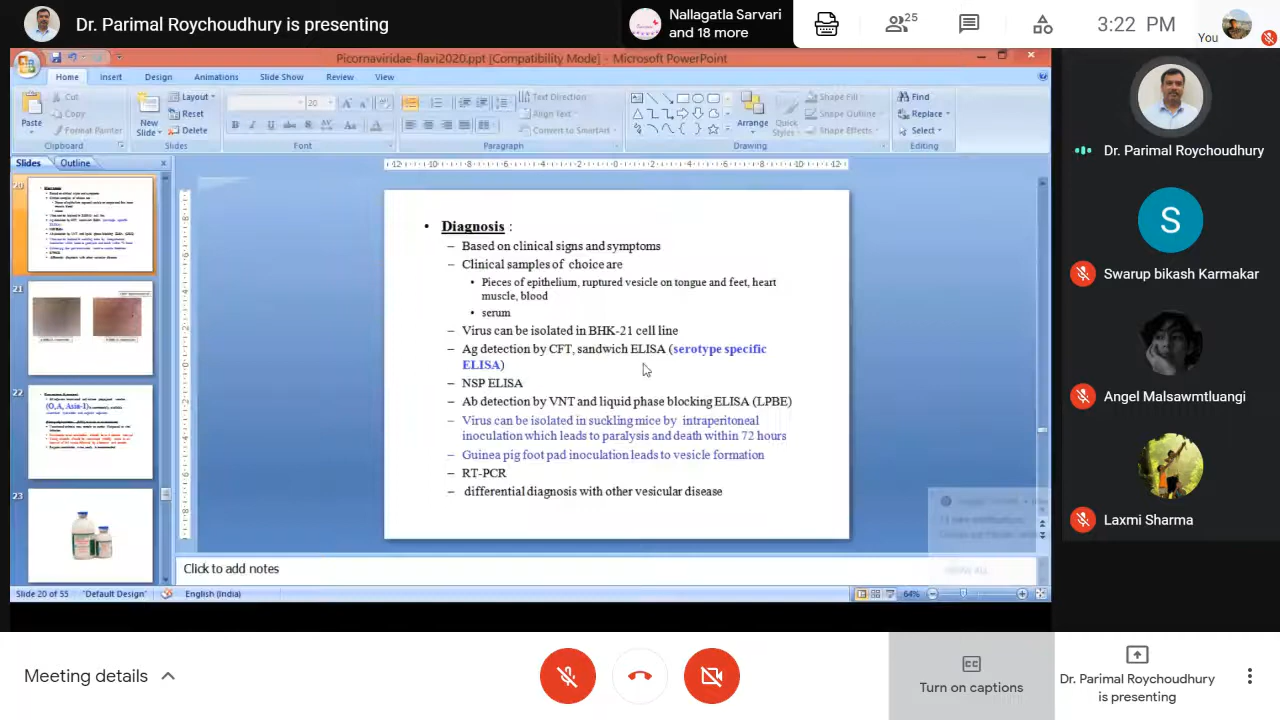 Dr. Parimal Roychoudhury is presenting
Nallagatla Sarvari
and 18 more
25
3:22 PM
You
Picornaviridae-flavi2020.ppt [Compatibility Mode] - Microsoft PowerPoint
Home Insert Design Animations Slide Show Review View
Paste
Cut
Copy
Format Painter
Clipboard
New
Slide
Layout
Reset
Delete
Slides
20
Font
Paragraph
Text Direction
Align Text
Convert to SmartArt
Arrange
Quick
Styles
Shape Fill
Shape Outline
Shape Effects
Drawing
Find
Replace
Select
Editing
Slides Outline
20
21
22
(O,A, Asia-1)
23
• Diagnosis :
– Based on clinical signs and symptoms
– Clinical samples of choice are
• Pieces of epithelium, ruptured vesicle on tongue and feet, heart
muscle, blood
• serum
– Virus can be isolated in BHK-21 cell line
– Ag detection by CFT, sandwich ELISA (serotype specific
ELISA)
– NSP ELISA
– Ab detection by VNT and liquid phase blocking ELISA (LPBE)
– Virus can be isolated in suckling mice by intraperitoneal
inoculation which leads to paralysis and death within 72 hours
– Guinea pig foot pad inoculation leads to vesicle formation
– RT-PCR
– differential diagnosis with other vesicular disease
Click to add notes
Slide 20 of 55 "Default Design" English (India) 64%
Dr. Parimal Roychoudhury
S
Swarup bikash Karmakar
Angel Malsawmtluangi
Laxmi Sharma
Meeting details
CC
Turn on captions
Dr. Parimal Roychoudhury
is presenting